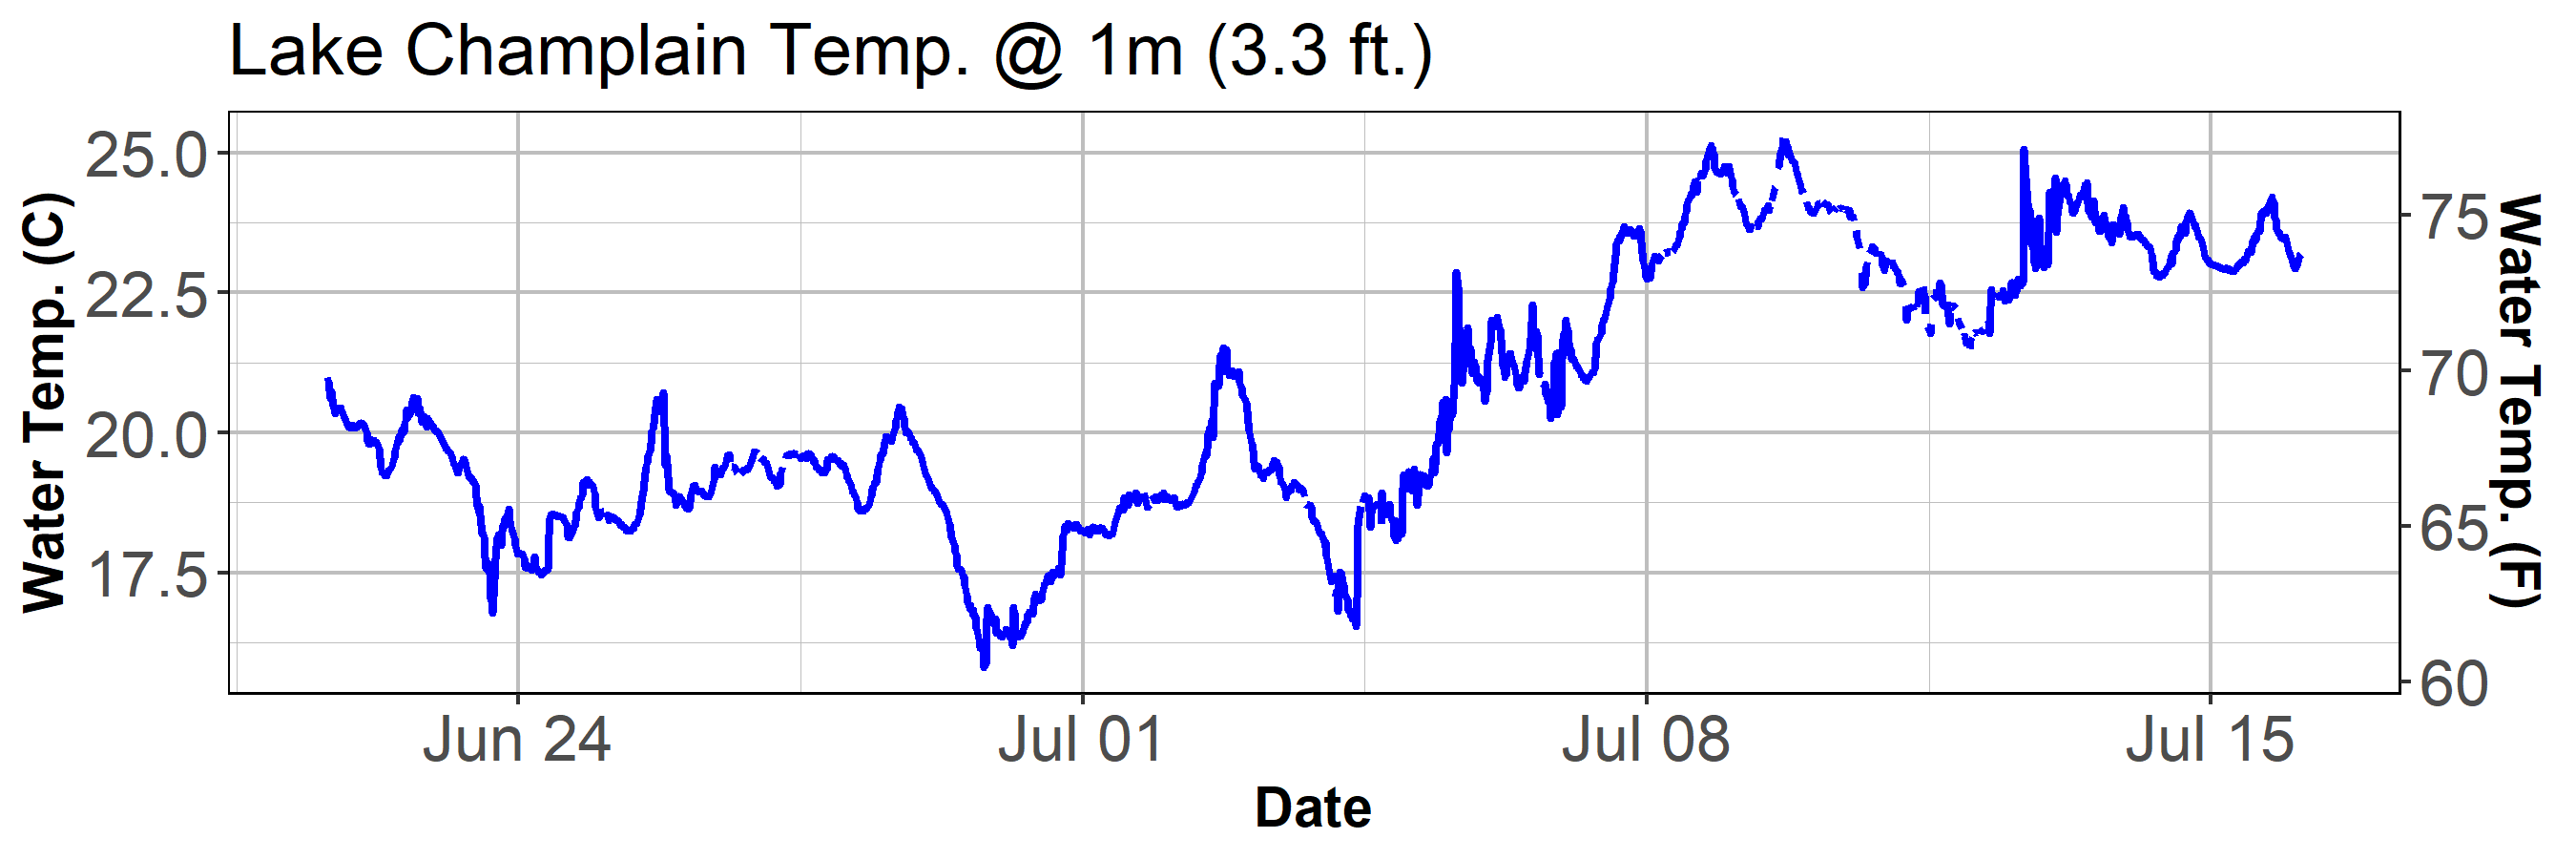 Lake Champlain Temp. @ 1m (3.3 ft.)
Water Temp. (C)
25.0
22.5
20.0
17.5
75
70
65
60
Water Temp. (F)
Jun 24
Jul 01
Jul 08
Jul 15
Date